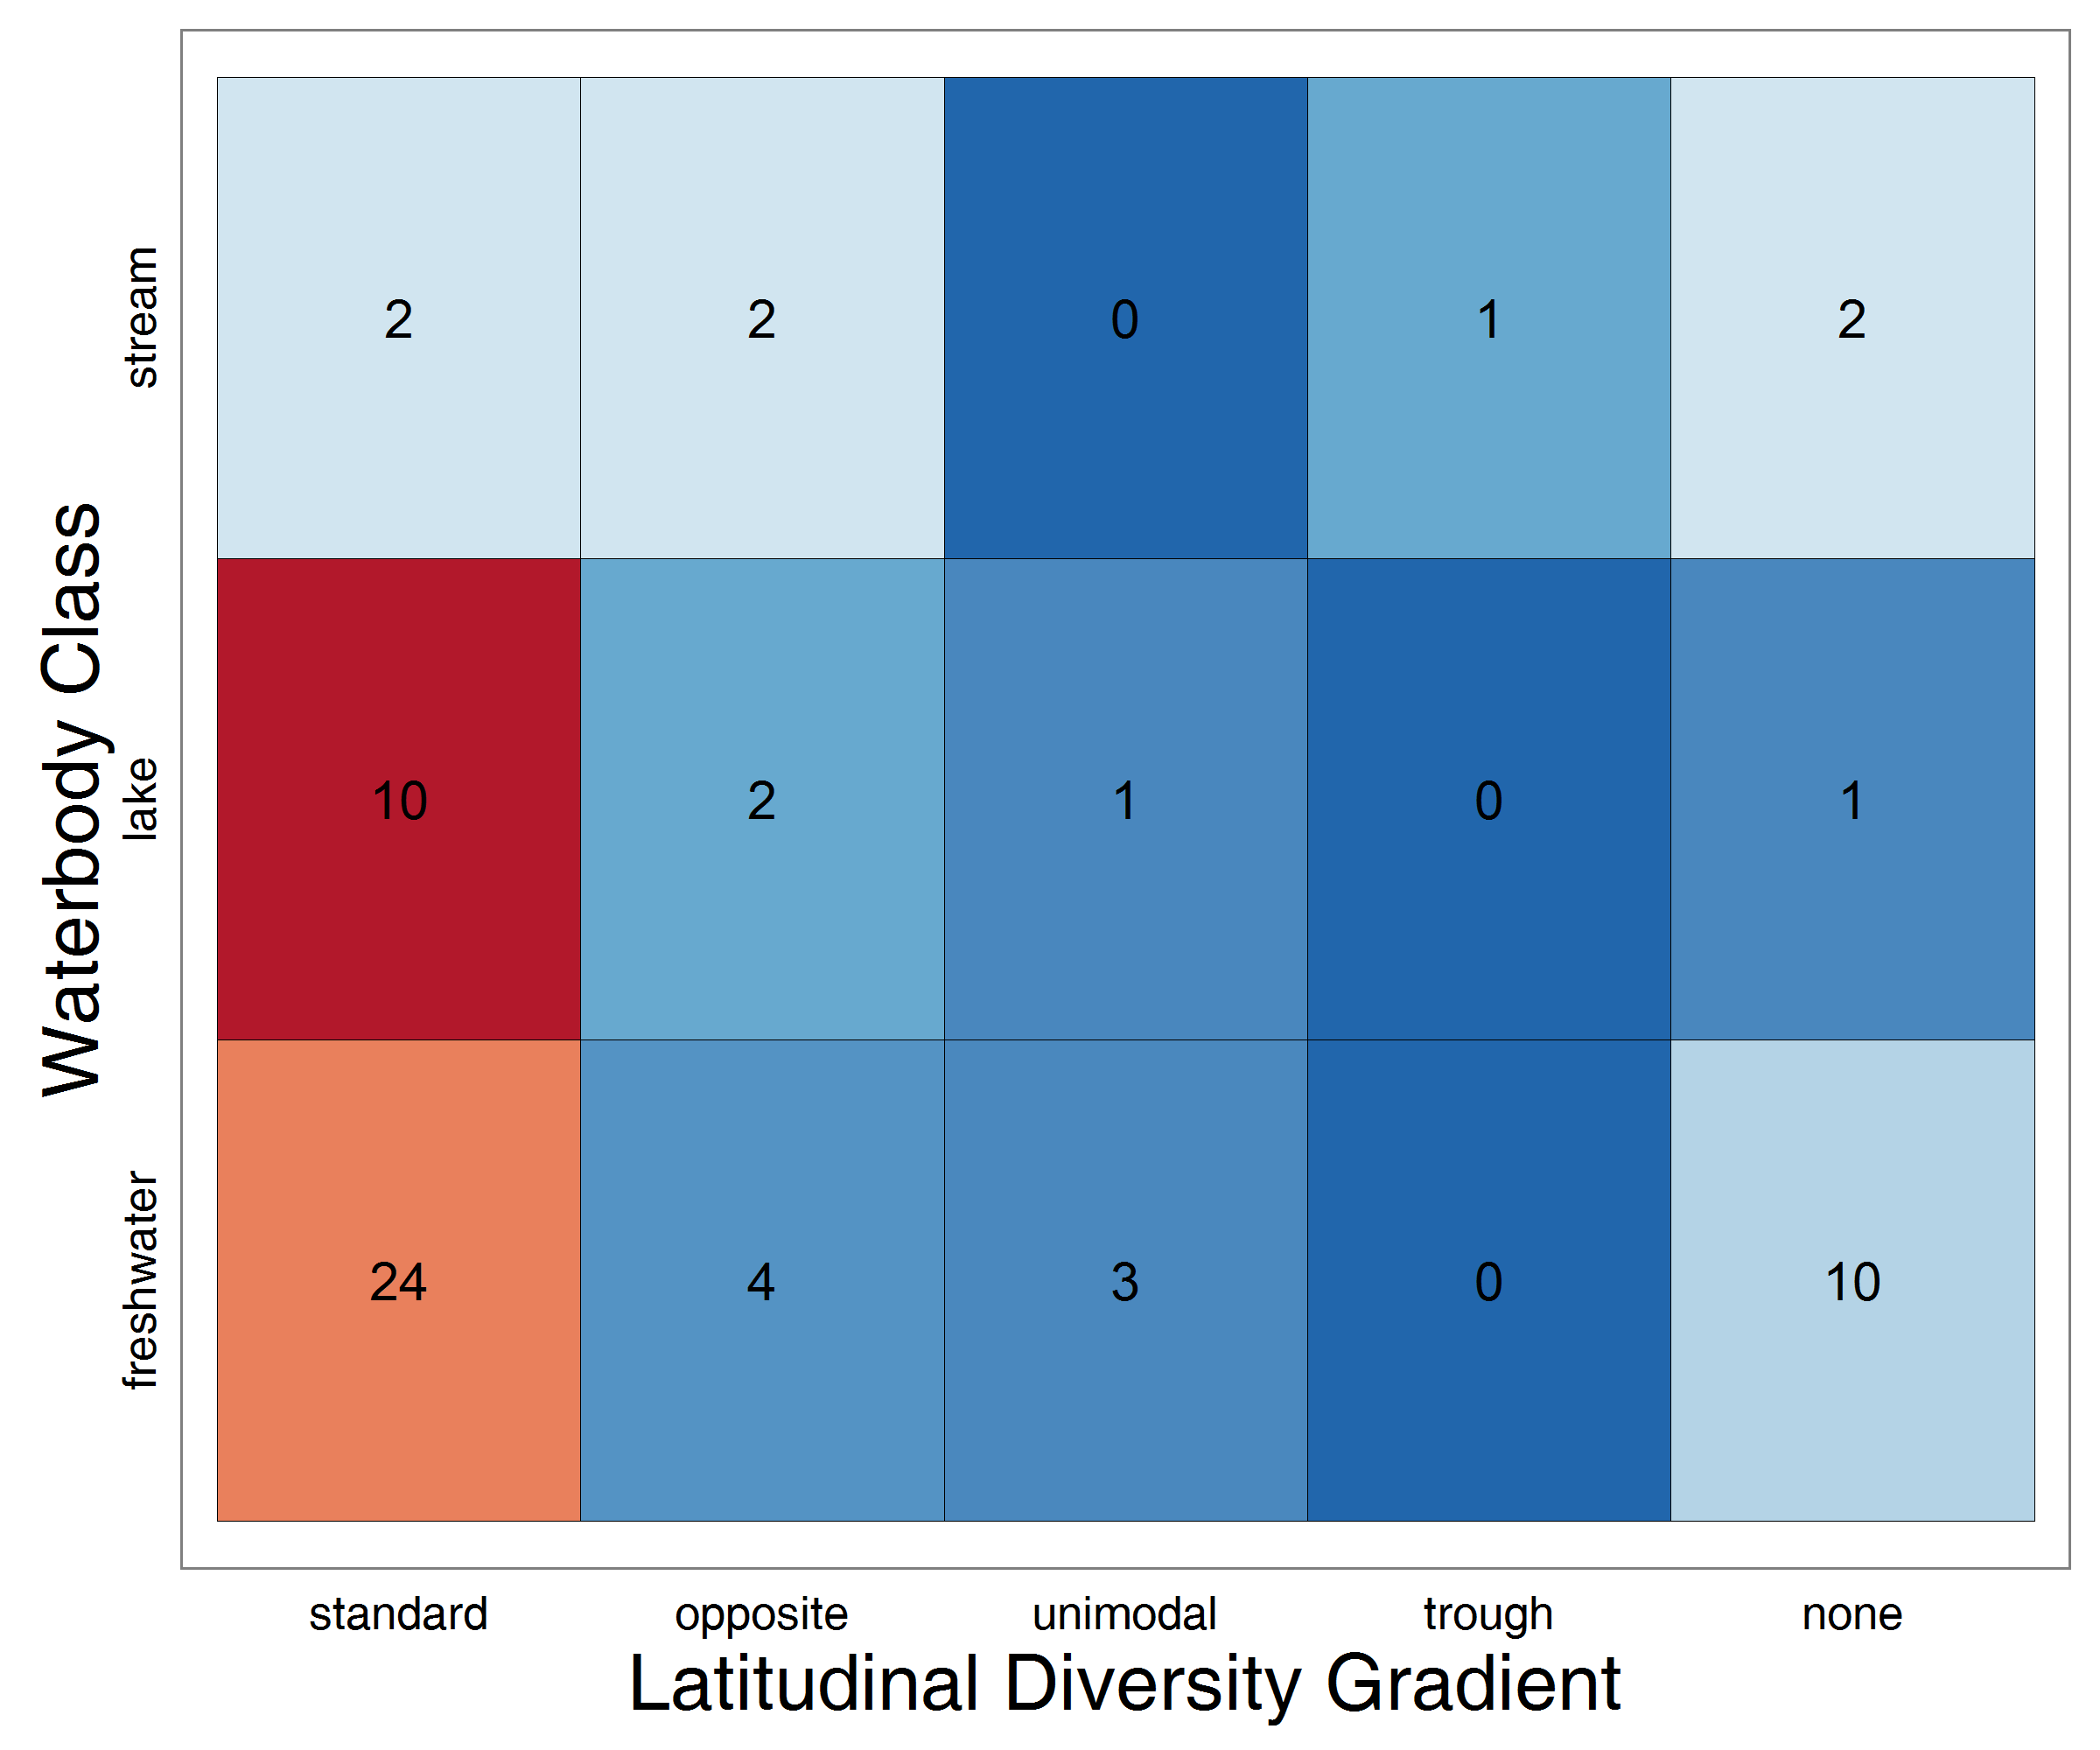 Waterbody Class
stream
2 2 0 1 2
lake
10 2 1 0 1
freshwater
24 4 3 0 10
standard opposite unimodal trough none
Latitudinal Diversity Gradient